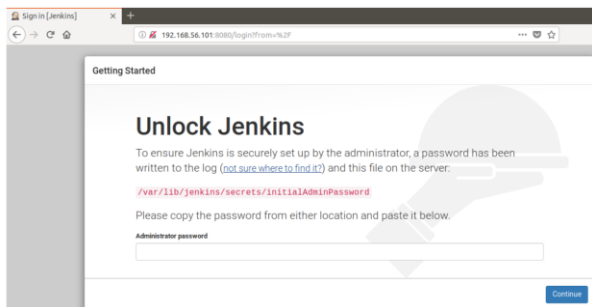 Sign in [Jenkins]
192.168.56.101:8080/login?from=%2F
Getting Started
Unlock Jenkins
To ensure Jenkins is securely set up by the administrator, a password has been
written to the log (not sure where to find it?) and this file on the server:
/var/lib/jenkins/secrets/initialAdminPassword
Please copy the password from either location and paste it below.
Administrator password
Continue